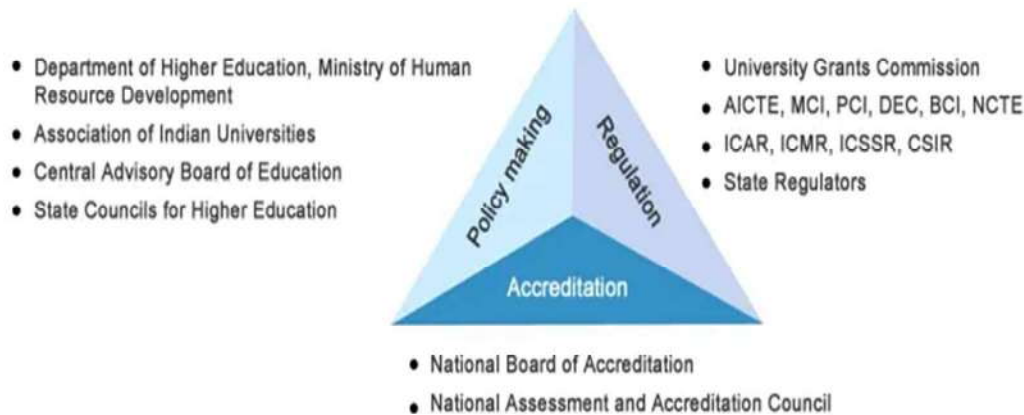 • Department of Higher Education, Ministry of Human
Resource Development
• Association of Indian Universities
• Central Advisory Board of Education
• State Councils for Higher Education
Policy making
Regulation
• University Grants Commission
• AICTE, MCI, PCI, DEC, BCI, NCTE
• ICAR, ICMR, ICSSR, CSIR
• State Regulators
Accreditation
• National Board of Accreditation
• National Assessment and Accreditation Council